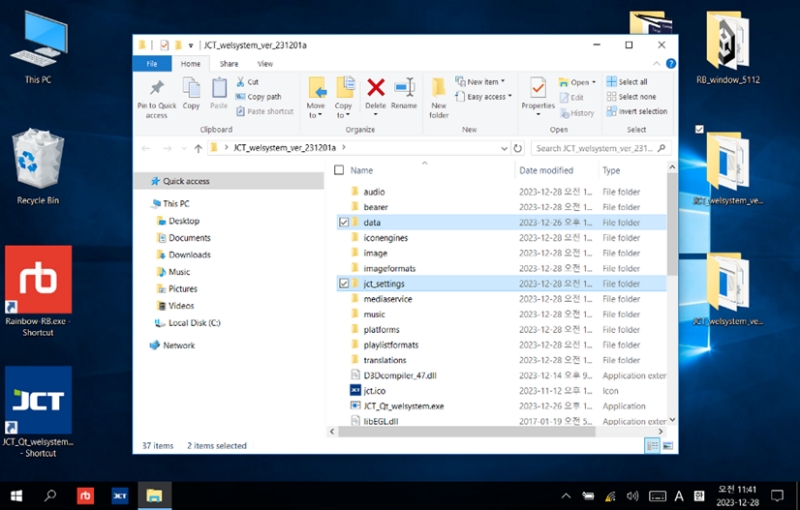 This PC
Recycle Bin
rb
Rainbow-RB.exe -
Shortcut
JCT
JCT_Qt_welsystem...
- Shortcut
RB_window_5112
JCT_welsystem_ve...
JCT_welsystem_ve...
JCT_welsystem_ver_231201a
File Home Share View
Pin to Quick
access
Copy
Paste
Cut
Copy path
Paste shortcut
Clipboard
Move
to
Copy
to
Delete
Rename
Organize
New
folder
New item
Easy access
New
Properties
Open
Edit
History
Open
Select all
Select none
Invert selection
Select
JCT_welsystem_ver_231201a
Search JCT_welsystem_ver_231...
Quick access
This PC
Desktop
Documents
Downloads
Music
Pictures
Videos
Local Disk (C:)
Network
Name Date modified Type
audio 2023-12-28 오전 1... File folder
bearer 2023-12-28 오전 1... File folder
data 2023-12-26 오후 1... File folder
iconengines 2023-12-28 오전 1... File folder
image 2023-12-28 오전 1... File folder
imageformats 2023-12-28 오전 1... File folder
jct_settings 2023-12-28 오전 1... File folder
mediaservice 2023-12-28 오전 1... File folder
music 2023-12-28 오전 1... File folder
platforms 2023-12-28 오전 1... File folder
playlistformats 2023-12-28 오전 1... File folder
translations 2023-12-28 오전 1... File folder
D3Dcompiler_47.dll 2023-12-14 오후 9... Application exter
jct.ico 2023-11-12 오후 1... Icon
JCT_Qt_welsystem.exe 2023-12-26 오후 1... Application
libEGL.dll 2017-01-19 오후 5... Application exter
37 items 2 items selected
rb
JCT
A
오전 11:41
2023-12-28